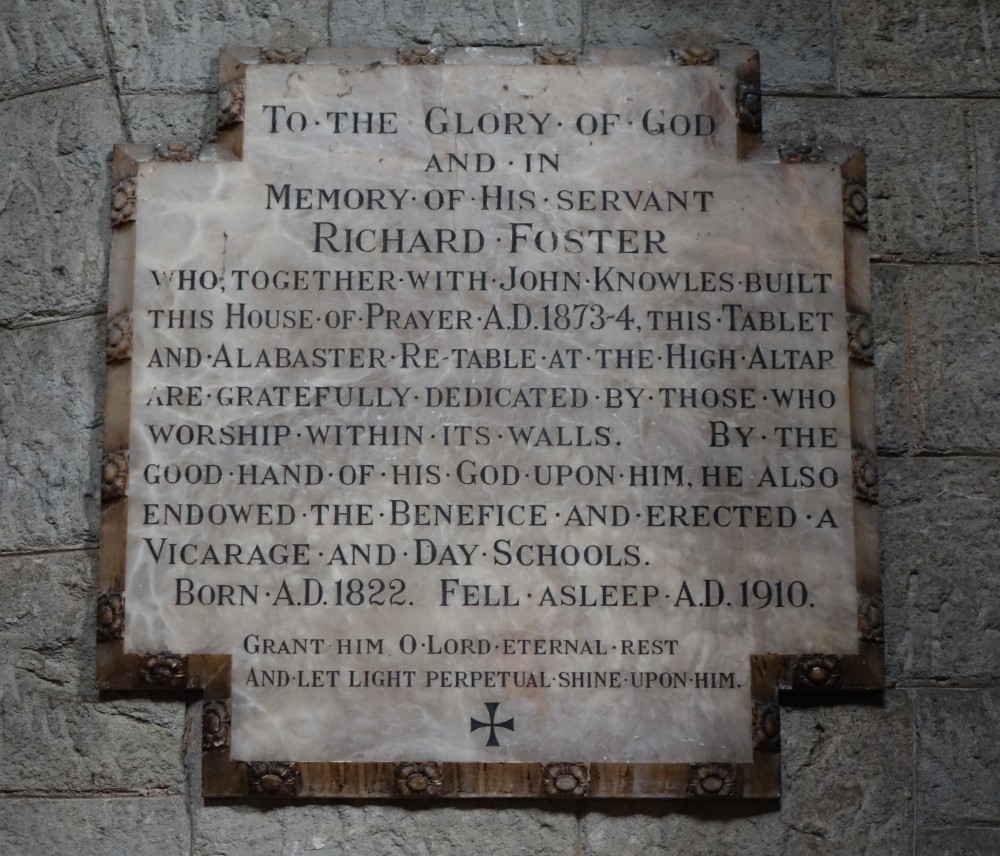 To·the Glory·of·God
and·in
Memory·of·His·servant
Richard·Foster
who, together·with·John·Knowles·built
this House·of·Prayer·A.D.1873-4, this·Tablet
and·Alabaster·Re-table·at·the·High·Altar
are·gratefully·dedicated·by·those·who
worship·within·its·walls. By·the
good·hand·of·his·God·upon·him, he·also
endowed·the·Benefice·and·erected·a
Vicarage·and·Day·Schools.
Born·A.D.1822. Fell·asleep·A.D.1910.
Grant·him O·Lord·eternal·rest
And·let light perpetual·shine·upon·him.